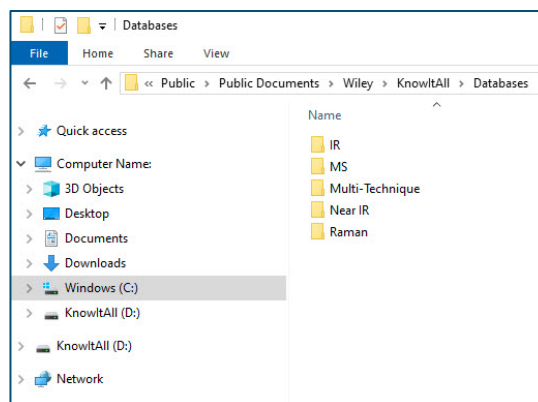 Databases
File Home Share View
« Public > Public Documents > Wiley > KnowItAll > Databases
Name
Quick access
IR
Computer Name:
MS
3D Objects
Multi-Technique
Desktop
Near IR
Documents
Raman
Downloads
Windows (C:)
KnowItAll (D:)
KnowItAll (D:)
Network